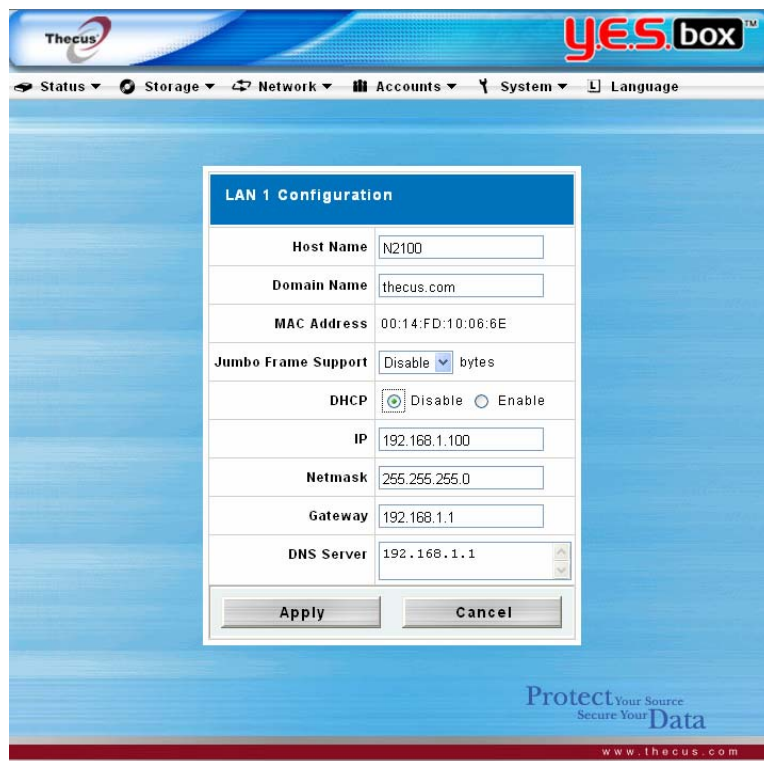 Thecus
Y.E.S. box™
Status Storage Network Accounts System L Language
LAN 1 Configuration
Host Name N2100
Domain Name thecus.com
MAC Address 00:14:FD:10:06:6E
Jumbo Frame Support Disable bytes
DHCP Disable Enable
IP 192.168.1.100
Netmask 255.255.255.0
Gateway 192.168.1.1
DNS Server 192.168.1.1
Apply Cancel
Protect Your Source
Secure Your Data
www.thecus.com